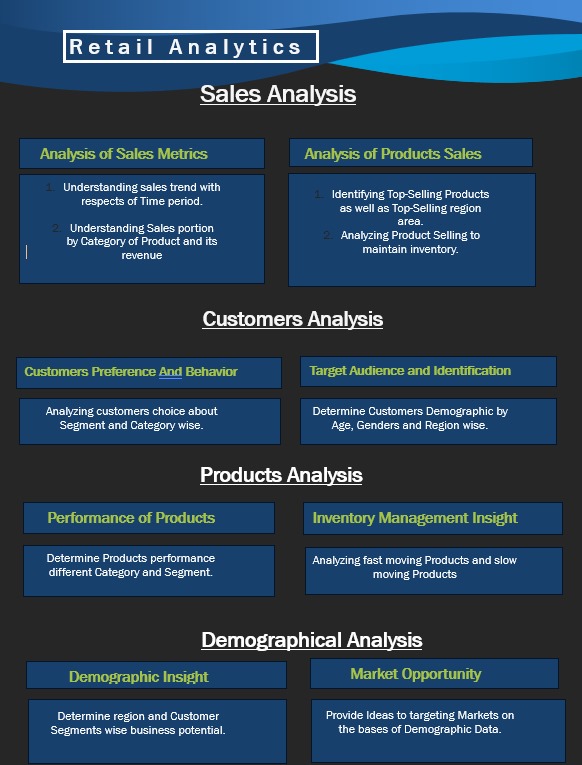 Retail Analytics
Sales Analysis
Analysis of Sales Metrics
1. Understanding sales trend with
respects of Time period.
2. Understanding Sales portion
by Category of Product and its
revenue
Analysis of Products Sales
1. Identifying Top-Selling Products
as well as Top-Selling region
area.
2. Analyzing Product Selling to
maintain inventory.
Customers Analysis
Customers Preference And Behavior
Analyzing customers choice about
Segment and Category wise.
Target Audience and Identification
Determine Customers Demographic by
Age, Genders and Region wise.
Products Analysis
Performance of Products
Determine Products performance
different Category and Segment.
Inventory Management Insight
Analyzing fast moving Products and slow
moving Products
Demographical Analysis
Demographic Insight
Determine region and Customer
Segments wise business potential.
Market Opportunity
Provide Ideas to targeting Markets on
the bases of Demographic Data.